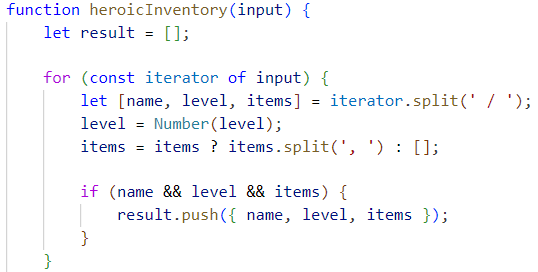 function heroicInventory(input) {
    let result = [];
    for (const iterator of input) {
        let [name, level, items] = iterator.split(' / ');
        level = Number(level);
        items = items ? items.split(', ') : [];
        if (name && level && items) {
            result.push({ name, level, items });
        }
    }